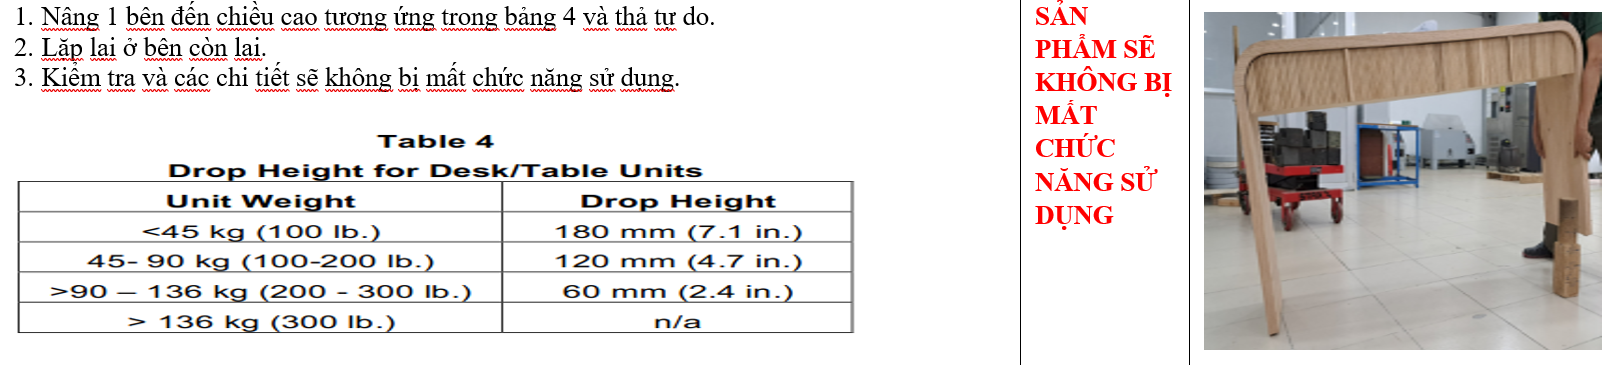 1. Nâng 1 bên đến chiều cao tương ứng trong bảng 4 và thả tự do.
2. Lặp lại ở bên còn lại.
3. Kiểm tra và các chi tiết sẽ không bị mất chức năng sử dụng.
Table 4
Drop Height for Desk/Table Units
Unit Weight Drop Height
<45 kg (100 lb.) 180 mm (7.1 in.)
45- 90 kg (100-200 lb.) 120 mm (4.7 in.)
>90 – 136 kg (200 - 300 lb.) 60 mm (2.4 in.)
> 136 kg (300 lb.) n/a
SẢN
PHẨM SẼ
KHÔNG BỊ
MẤT
CHỨC
NĂNG SỬ
DỤNG